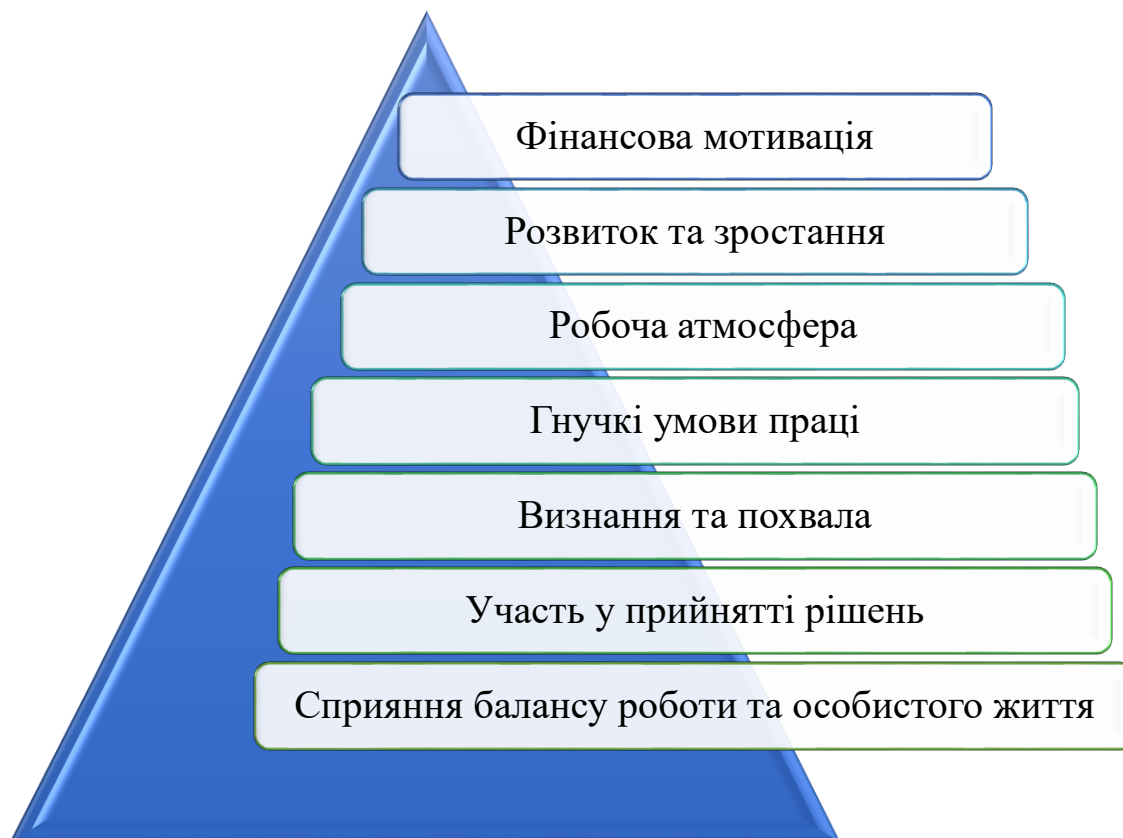 Фінансова мотивація
Розвиток та зростання
Робоча атмосфера
Гнучкі умови праці
Визнання та похвала
Участь у прийнятті рішень
Сприяння балансу роботи та особистого життя